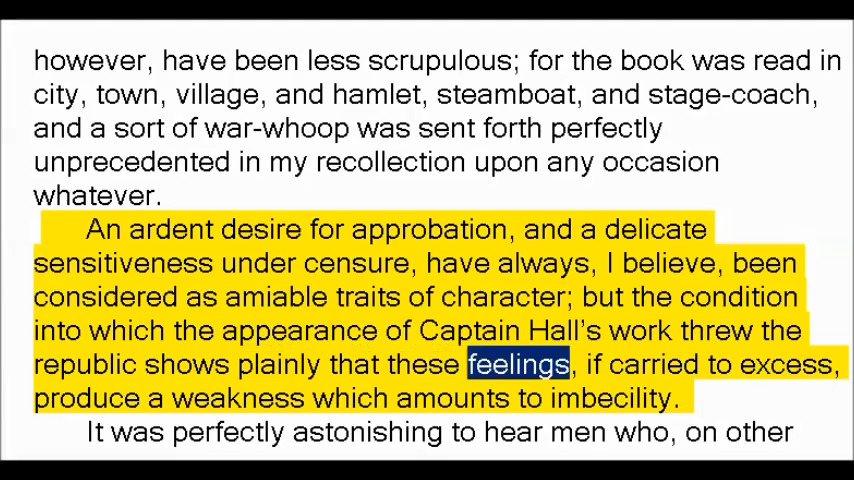 however, have been less scrupulous; for the book was read in
city, town, village, and hamlet, steamboat, and stage-coach,
and a sort of war-whoop was sent forth perfectly
unprecedented in my recollection upon any occasion
whatever.
An ardent desire for approbation, and a delicate
sensitiveness under censure, have always, I believe, been
considered as amiable traits of character; but the condition
into which the appearance of Captain Hall's work threw the
republic shows plainly that these feelings, if carried to excess,
produce a weakness which amounts to imbecility.
It was perfectly astonishing to hear men who, on other